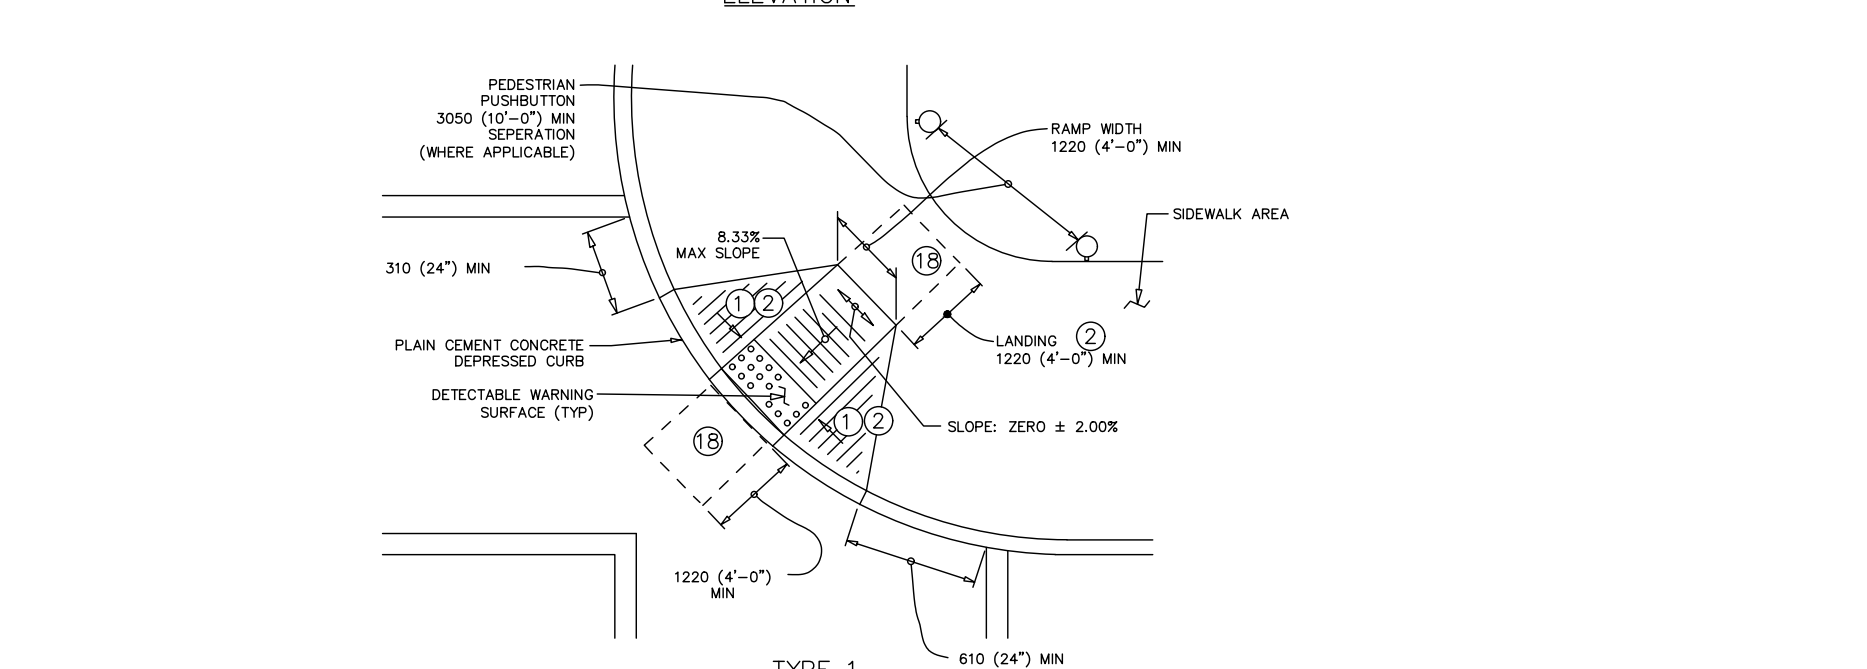 ELEVATION
PEDESTRIAN
PUSHBUTTON
3050 (10'-0") MIN
SEPERATION
(WHERE APPLICABLE)
RAMP WIDTH
1220 (4'-0") MIN
SIDEWALK AREA
8.33%
MAX SLOPE
18
310 (24") MIN
1 2
LANDING 2
1220 (4'-0") MIN
PLAIN CEMENT CONCRETE
DEPRESSED CURB
DETECTABLE WARNING
SURFACE (TYP)
1 2
SLOPE: ZERO ± 2.00%
18
1220 (4'-0")
MIN
610 (24") MIN
TYPE 1